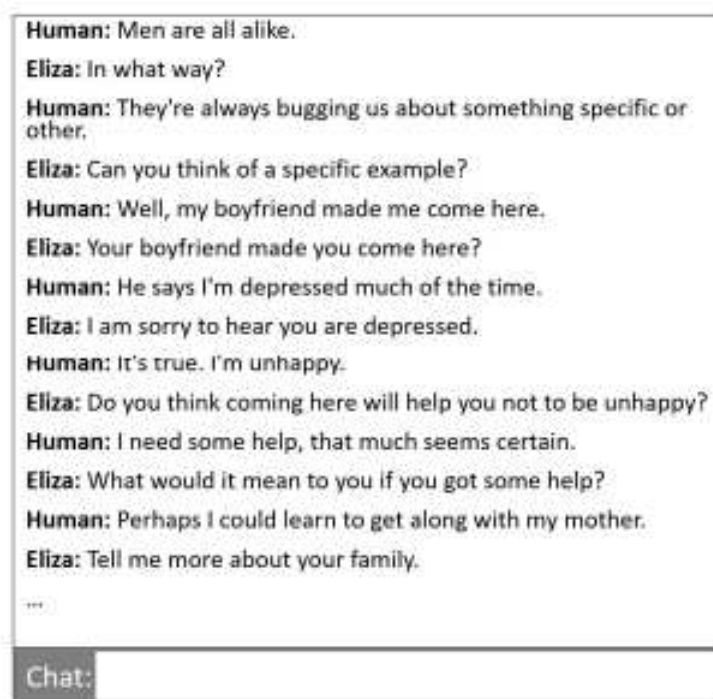 Human: Men are all alike.
Eliza: In what way?
Human: They're always bugging us about something specific or
other.
Eliza: Can you think of a specific example?
Human: Well, my boyfriend made me come here.
Eliza: Your boyfriend made you come here?
Human: He says I'm depressed much of the time.
Eliza: I am sorry to hear you are depressed.
Human: It's true. I'm unhappy.
Eliza: Do you think coming here will help you not to be unhappy?
Human: I need some help, that much seems certain.
Eliza: What would it mean to you if you got some help?
Human: Perhaps I could learn to get along with my mother.
Eliza: Tell me more about your family.
...
Chat: